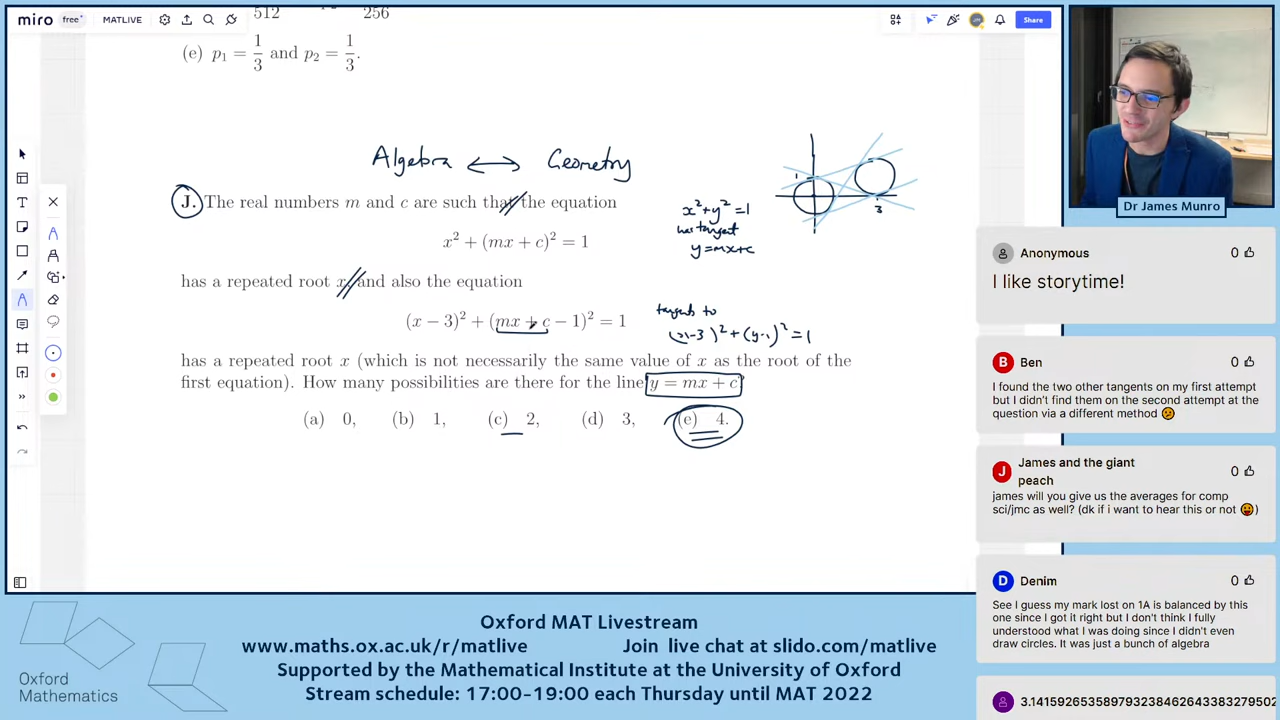 miro free MATLIVE Share
512 256
(e) p₁ = 1/3 and p₂ = 1/3.
Algebra ⟷ Geometry
J. The real numbers m and c are such that the equation
x² + (mx + c)² = 1
has a repeated root x and also the equation
(x − 3)² + (mx + c − 1)² = 1
has a repeated root x (which is not necessarily the same value of x as the root of the
first equation). How many possibilities are there for the line y = mx + c?
(a) 0, (b) 1, (c) 2, (d) 3, (e) 4.
x²+y²=1
has tangent
y=mx+c
1
3
tangents to
(x-3)²+(y-1)²=1
Dr James Munro
Anonymous 0
I like storytime!
B Ben 0
I found the two other tangents on my first attempt
but I didn't find them on the second attempt at the
question via a different method 😕
J James and the giant
peach 0
james will you give us the averages for comp
sci/jmc as well? (dk if i want to hear this or not 😛)
D Denim 0
See I guess my mark lost on 1A is balanced by this
one since I got it right but I don't think I fully
understood what I was doing since I didn't even
draw circles. It was just a bunch of algebra
3.141592653589793238462643383279502
Oxford
Mathematics
Oxford MAT Livestream
www.maths.ox.ac.uk/r/matlive Join live chat at slido.com/matlive
Supported by the Mathematical Institute at the University of Oxford
Stream schedule: 17:00-19:00 each Thursday until MAT 2022